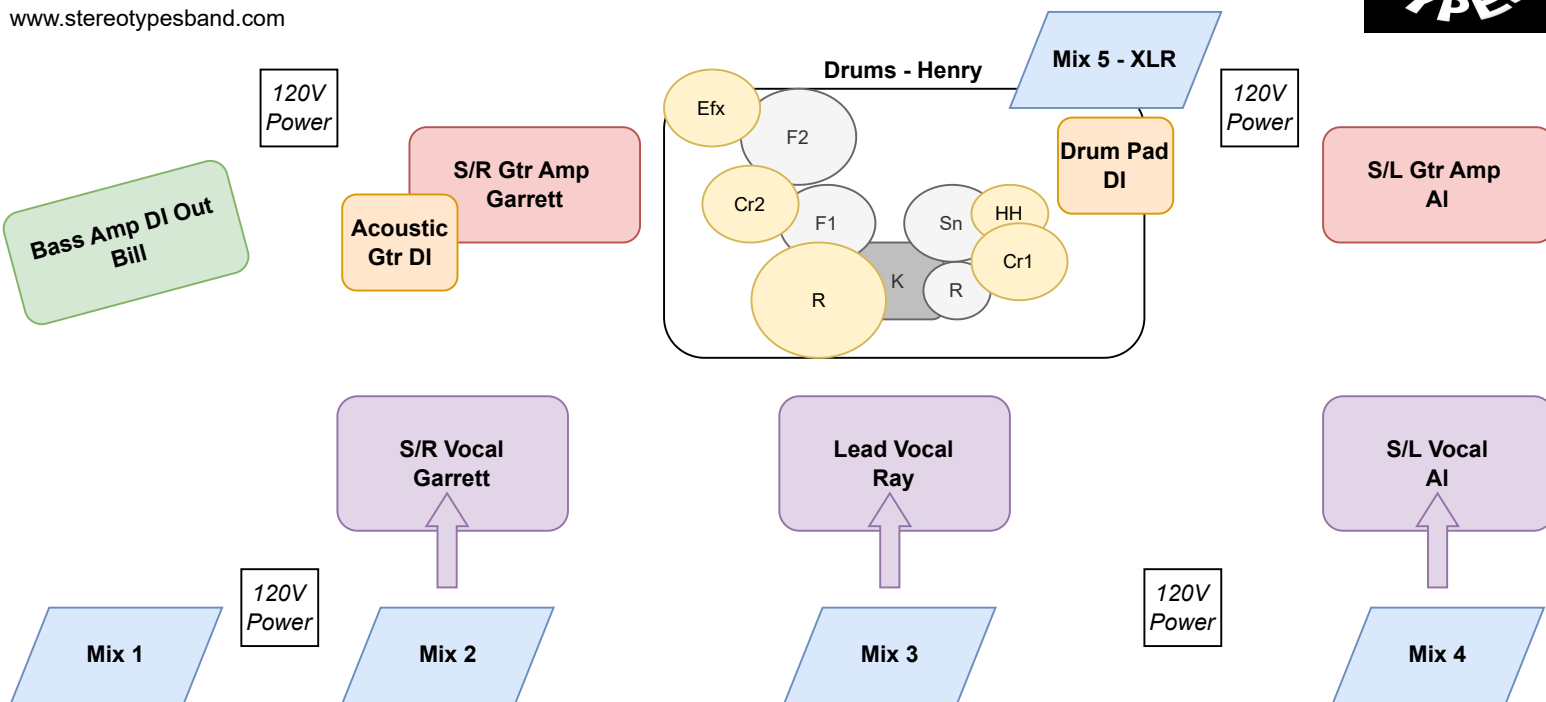 www.stereotypesband.com
YPE
Mix 5 - XLR
Drums - Henry
120V
Power
120V
Power
Efx
F2
Drum Pad
DI
S/R Gtr Amp
Garrett
S/L Gtr Amp
Al
Bass Amp DI Out
Bill
Acoustic
Gtr DI
Cr2
F1
Sn
HH
Cr1
K
R
R
S/R Vocal
Garrett
Lead Vocal
Ray
S/L Vocal
Al
120V
Power
120V
Power
Mix 1
Mix 2
Mix 3
Mix 4